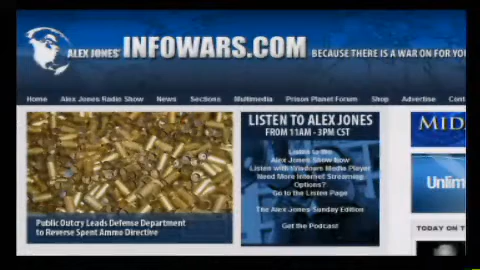 ALEX JONES' INFOWARS.COM BECAUSE THERE IS A WAR ON FOR YOU
Home Alex Jones Radio Show News Sections Multimedia Prison Planet Forum Shop Advertise Cont
LISTEN TO ALEX JONES
FROM 11AM - 3PM CST
Listen to the
Alex Jones Show Now
Listen with Windows Media Player
Need More Internet Streaming
Options?
Go to the Listen Page
The Alex Jones Sunday Edition
Get the Podcast
Public Outcry Leads Defense Department
to Reverse Spent Ammo Directive
MID
Unlim
TODAY ON T